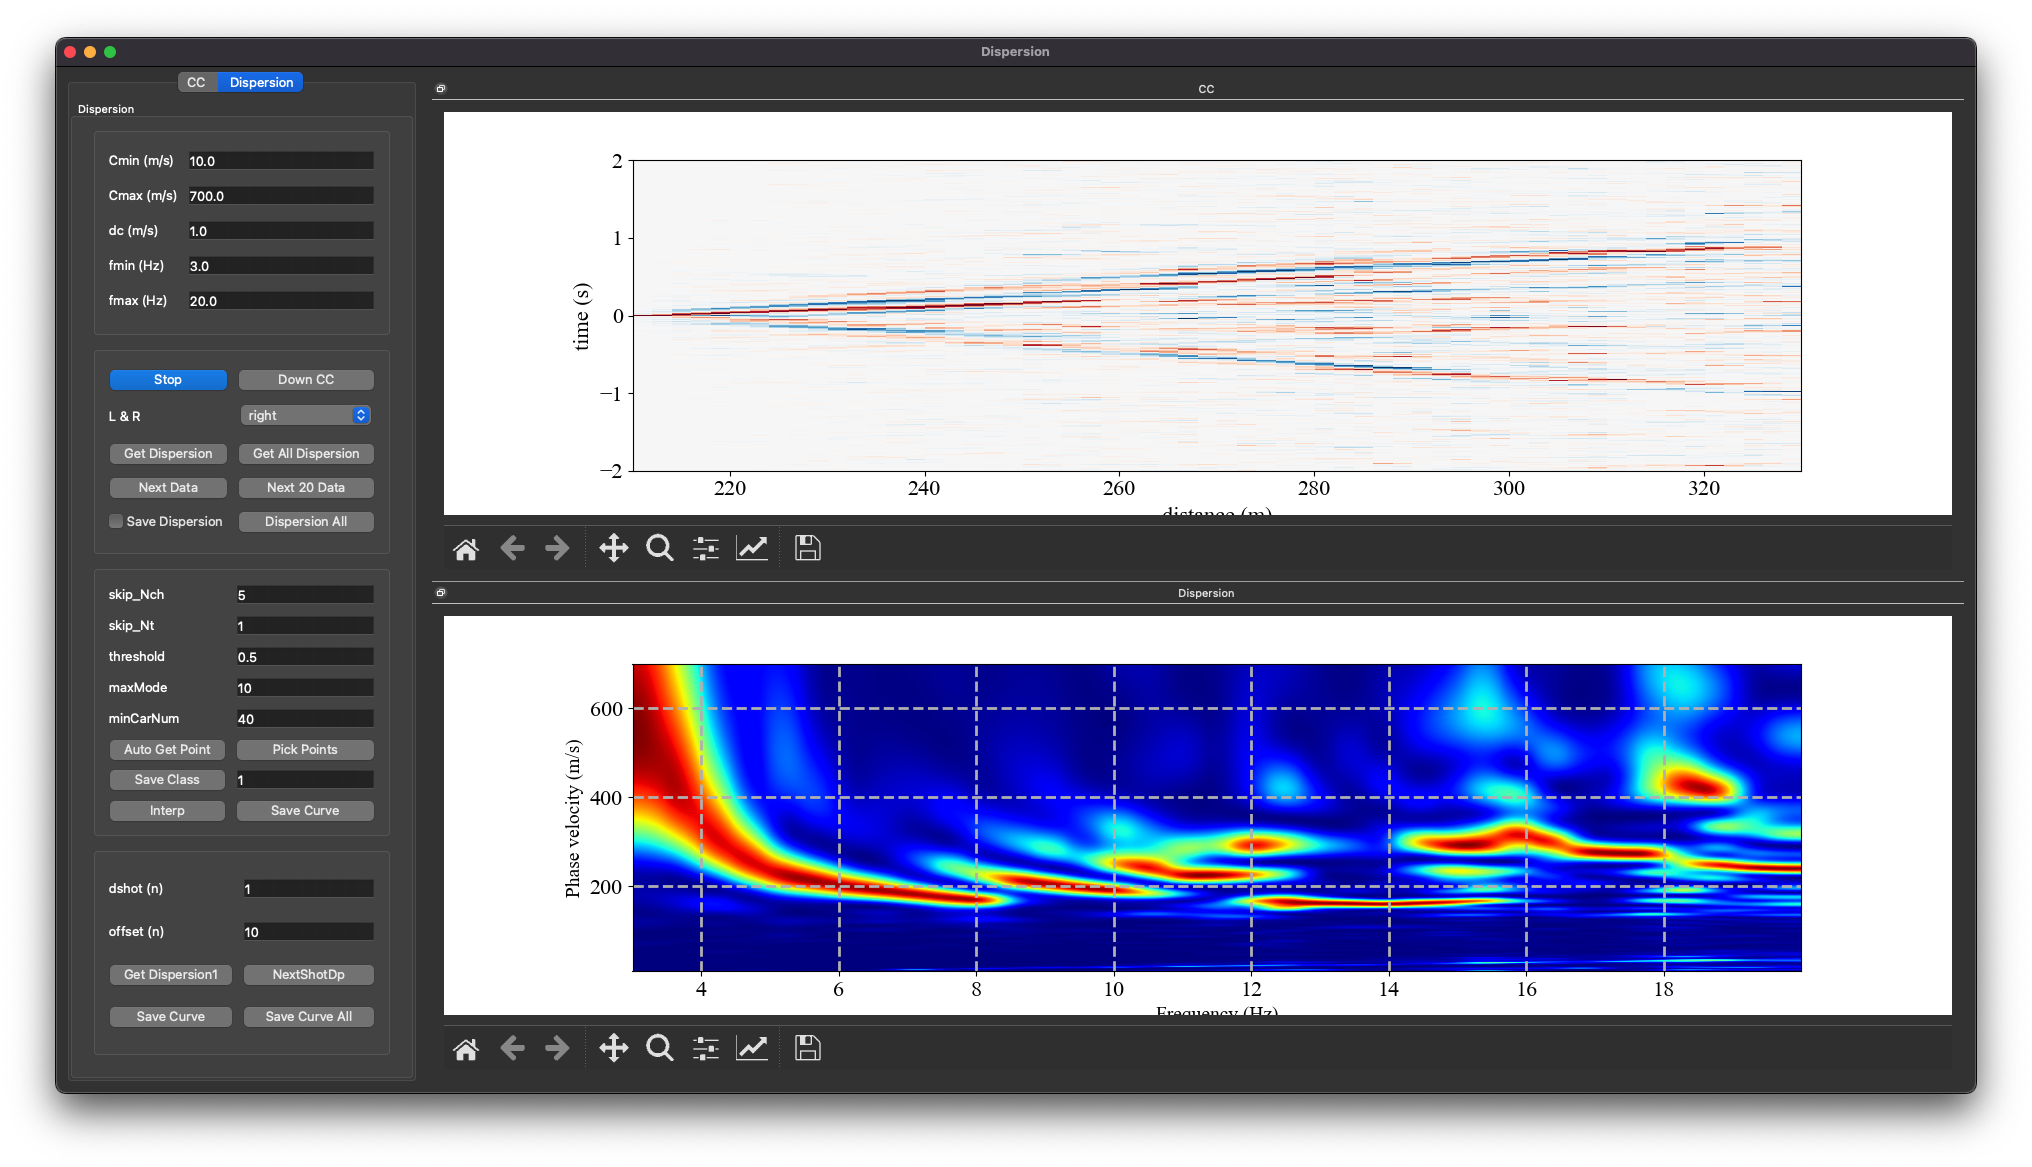 Dispersion
CC
Dispersion
Dispersion
Cmin (m/s) 10.0
Cmax (m/s) 700.0
dc (m/s) 1.0
fmin (Hz) 3.0
fmax (Hz) 20.0
Stop Down CC
L & R right
Get Dispersion Get All Dispersion
Next Data Next 20 Data
Save Dispersion Dispersion All
skip_Nch 5
skip_Nt 1
threshold 0.5
maxMode 10
minCarNum 40
Auto Get Point Pick Points
Save Class 1
Interp Save Curve
dshot (n) 1
offset (n) 10
Get Dispersion1 NextShotDp
Save Curve Save Curve All
CC
2
1
0
−1
−2
time (s)
220 240 260 280 300 320
distance (m)
Dispersion
600
400
200
Phase velocity (m/s)
4 6 8 10 12 14 16 18
Frequency (Hz)